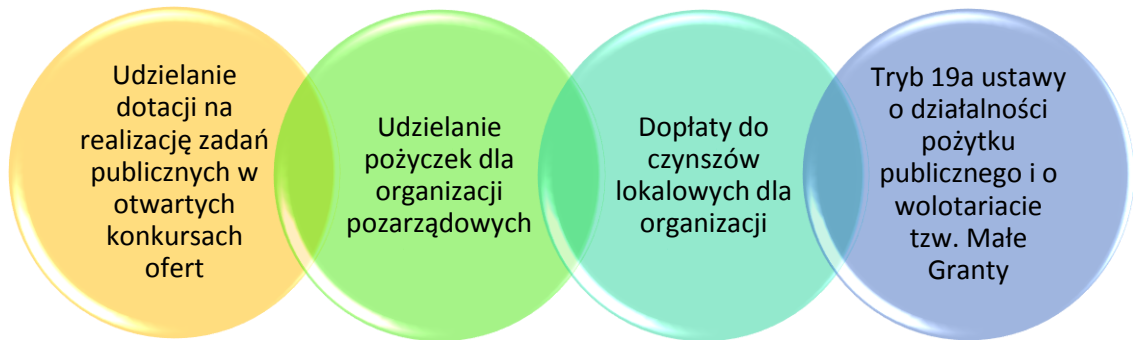 Udzielanie
dotacji na
realizację zadań
publicznych w
otwartych
konkursach
ofert
Udzielanie
pożyczek dla
organizacji
pozarządowych
Dopłaty do
czynszów
lokalowych dla
organizacji
Tryb 19a ustawy
o działalności
pożytku
publicznego i o
wolotariacie
tzw. Małe
Granty